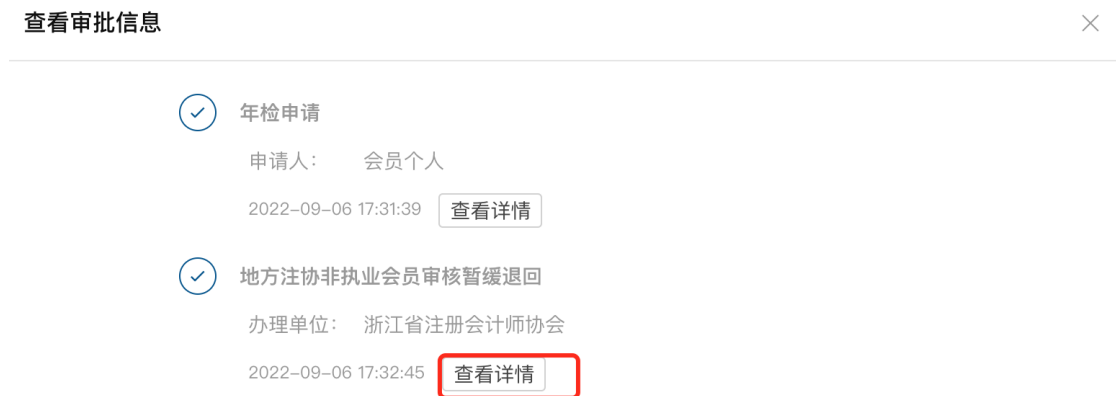 查看审批信息
年检申请
申请人: 会员个人
2022-09-06 17:31:39 查看详情
地方注协非执业会员审核暂缓退回
办理单位: 浙江省注册会计师协会
2022-09-06 17:32:45 查看详情